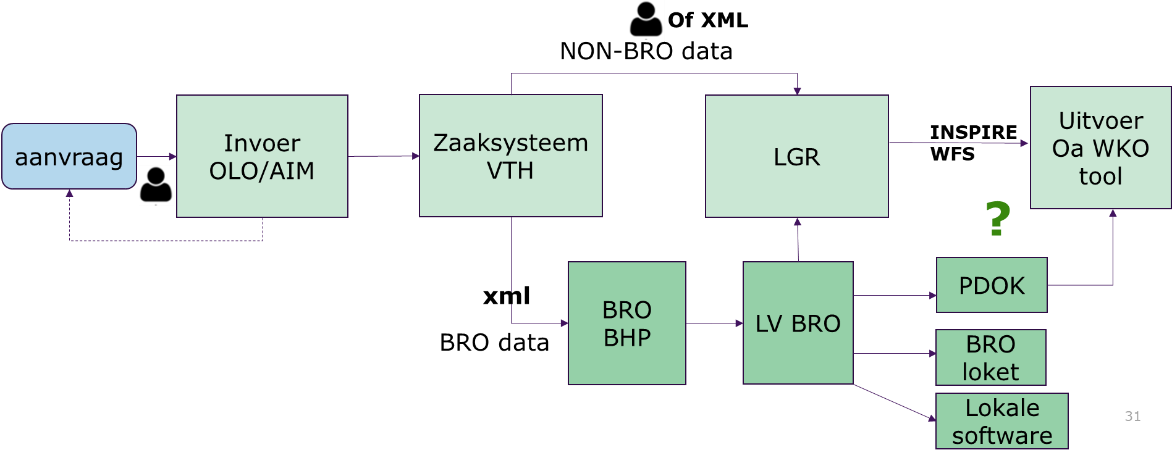 Of XML
NON-BRO data
aanvraag
Invoer
OLO/AIM
Zaaksysteem
VTH
LGR
INSPIRE
WFS
Uitvoer
Oa WKO
tool
?
xml
BRO data
BRO
BHP
LV BRO
PDOK
BRO
loket
Lokale
software
31